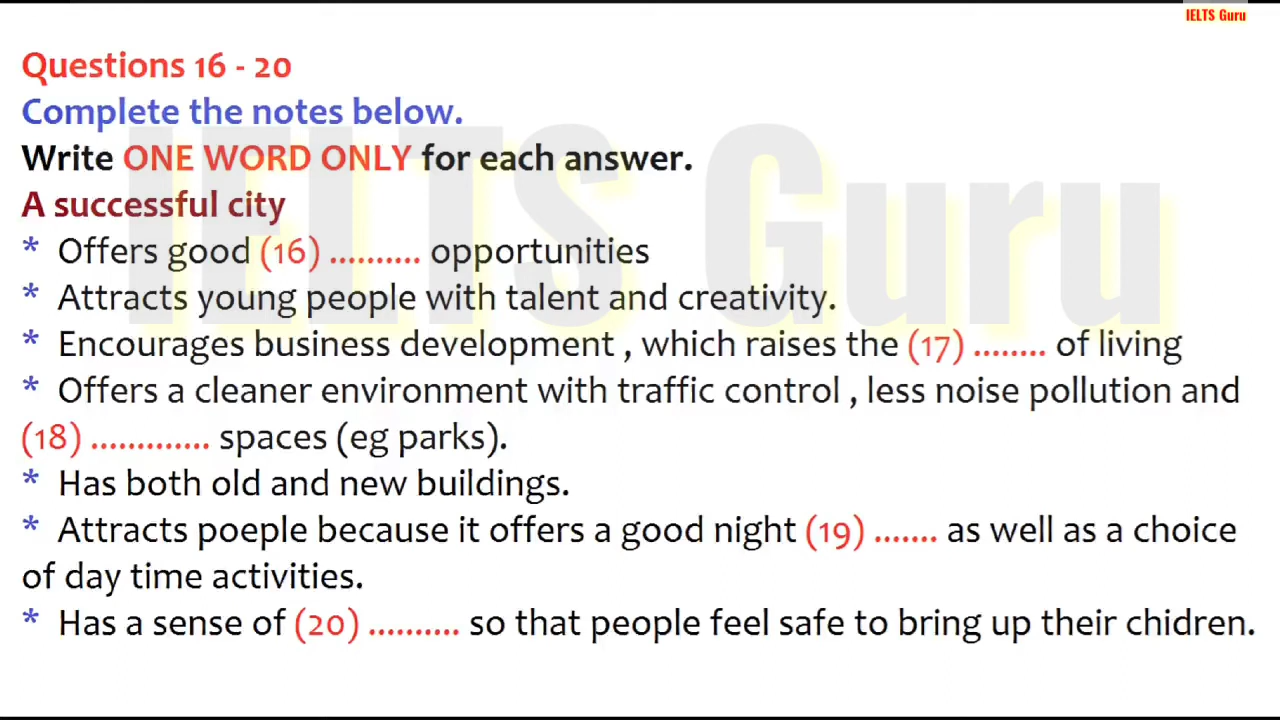 IELTS Guru
Questions 16 - 20
Complete the notes below.
Write ONE WORD ONLY for each answer.
A successful city
* Offers good (16) .......... opportunities
* Attracts young people with talent and creativity.
* Encourages business development , which raises the (17) ........ of living
* Offers a cleaner environment with traffic control , less noise pollution and
(18) ............. spaces (eg parks).
* Has both old and new buildings.
* Attracts poeple because it offers a good night (19) ....... as well as a choice
of day time activities.
* Has a sense of (20) .......... so that people feel safe to bring up their chidren.
IELTS Guru